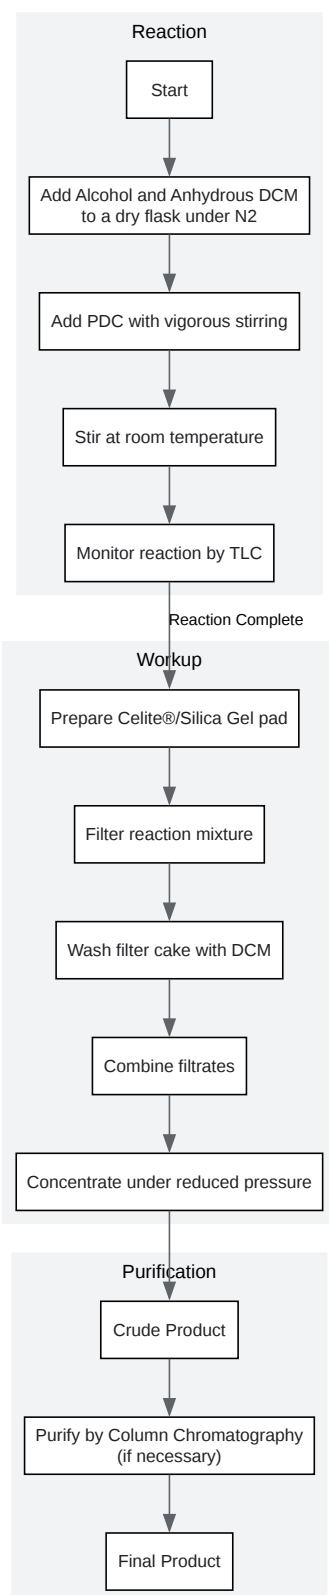 Reaction
Start
Add Alcohol and Anhydrous DCM
to a dry flask under N2
Add PDC with vigorous stirring
Stir at room temperature
Monitor reaction by TLC
Reaction Complete
Workup
Prepare Celite®/Silica Gel pad
Filter reaction mixture
Wash filter cake with DCM
Combine filtrates
Concentrate under reduced pressure
Purification
Crude Product
Purify by Column Chromatography
(if necessary)
Final Product